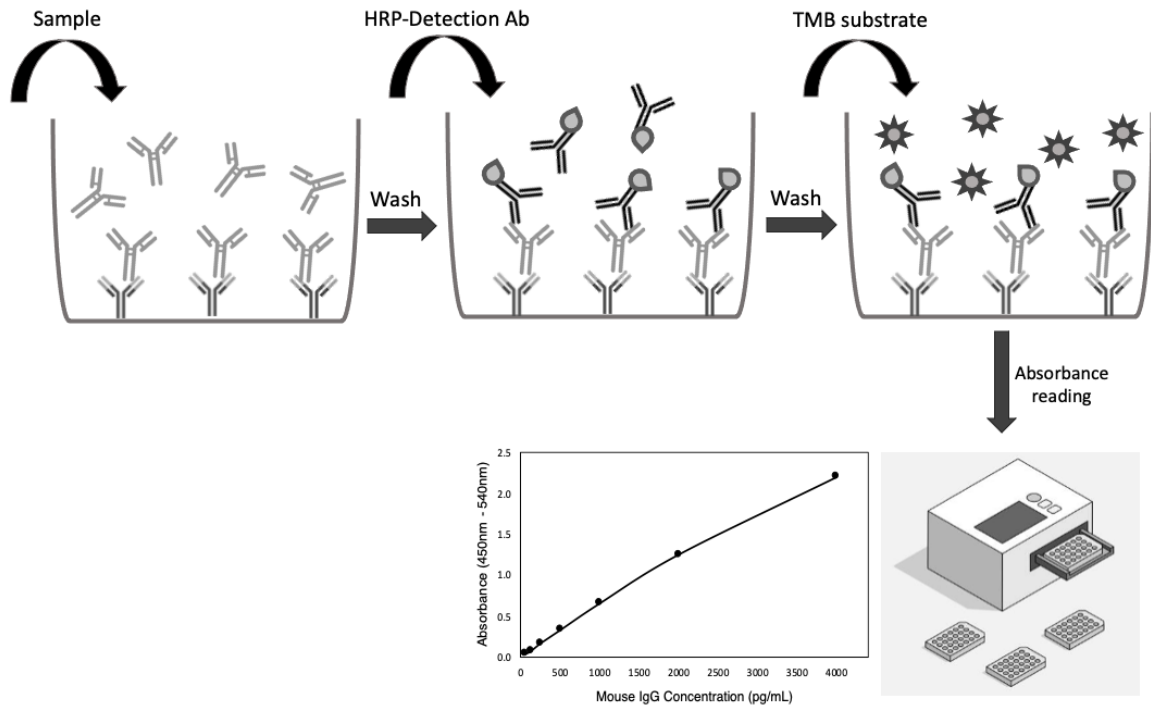 Sample
HRP-Detection Ab
TMB substrate
Wash
Wash
Absorbance
reading
Absorbance (450nm - 540nm)
2.5
2.0
1.5
1.0
0.5
0.0
0 500 1000 1500 2000 2500 3000 3500 4000
Mouse IgG Concentration (pg/mL)